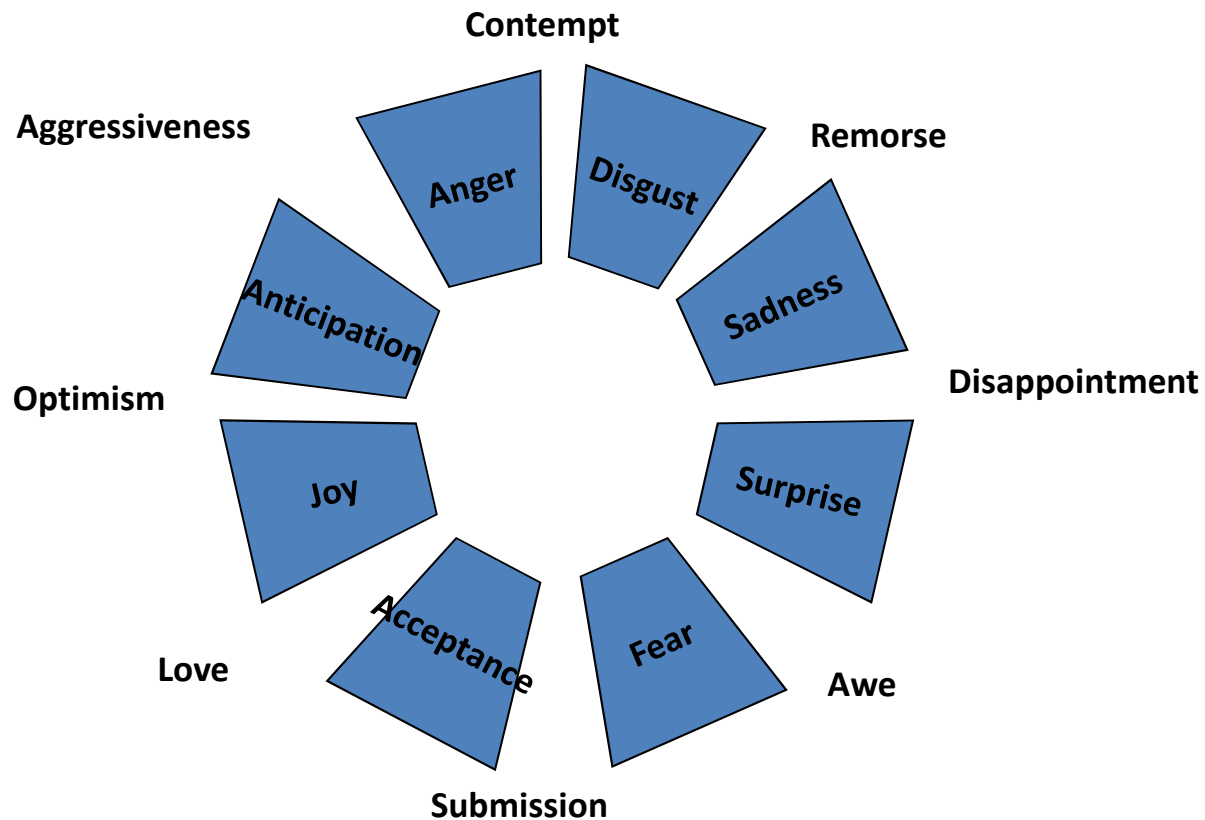 Contempt
Aggressiveness
Remorse
Anger
Disgust
Anticipation
Sadness
Optimism
Disappointment
Joy
Surprise
Acceptance
Fear
Love
Awe
Submission